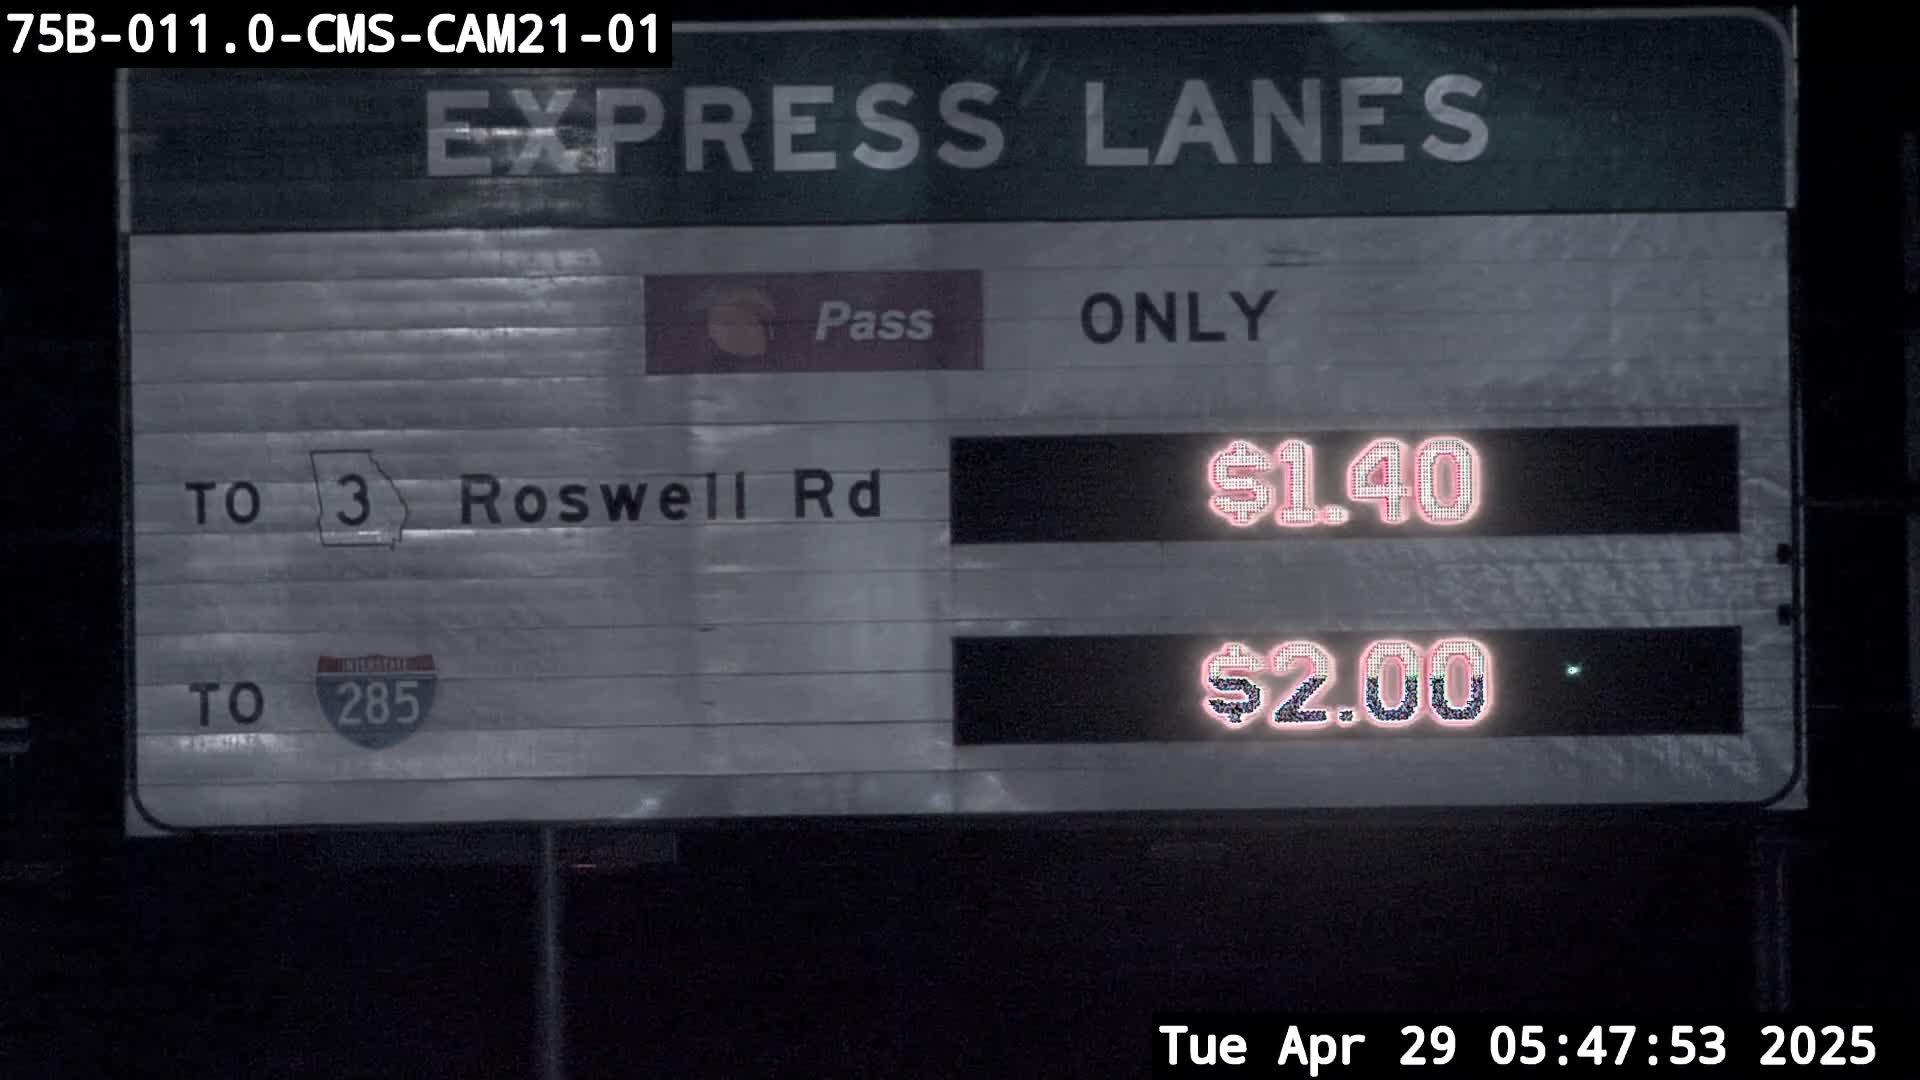 75B-011.0-CMS-CAM21-01
EXPRESS LANES
Pass ONLY
TO 3 Roswell Rd $1.40
INTERSTATE
TO 285 $2.00
Tue Apr 29 05:47:53 2025